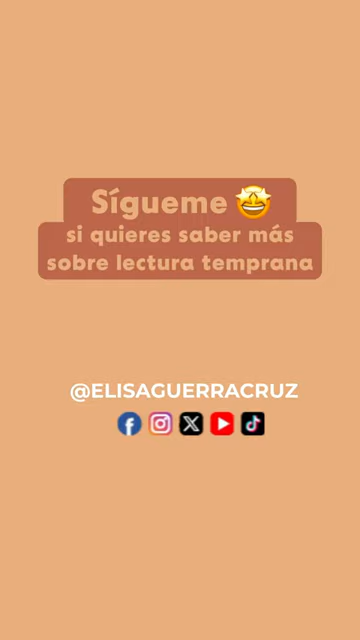 Sígueme 🤩
si quieres saber más
sobre lectura temprana
@ELISAGUERRACRUZ